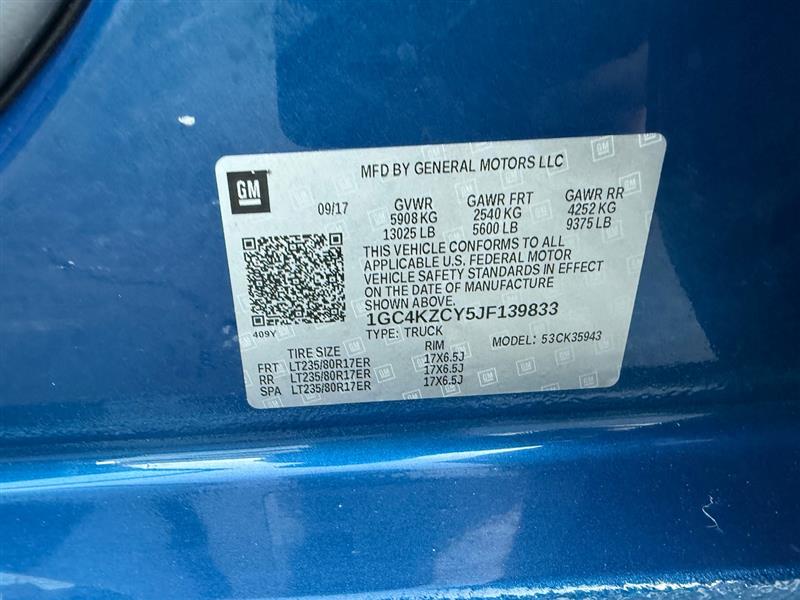 MFD BY GENERAL MOTORS LLC
GM
09/17 GVWR GAWR FRT GAWR RR
5908 KG 2540 KG 4252 KG
13025 LB 5600 LB 9375 LB
THIS VEHICLE CONFORMS TO ALL
APPLICABLE U.S. FEDERAL MOTOR
VEHICLE SAFETY STANDARDS IN EFFECT
ON THE DATE OF MANUFACTURE
SHOWN ABOVE.
1GC4KZCY5JF139833
409Y TYPE: TRUCK MODEL: 53CK35943
TIRE SIZE RIM
FRT LT235/80R17ER 17X6.5J
RR LT235/80R17ER 17X6.5J
SPA LT235/80R17ER 17X6.5J